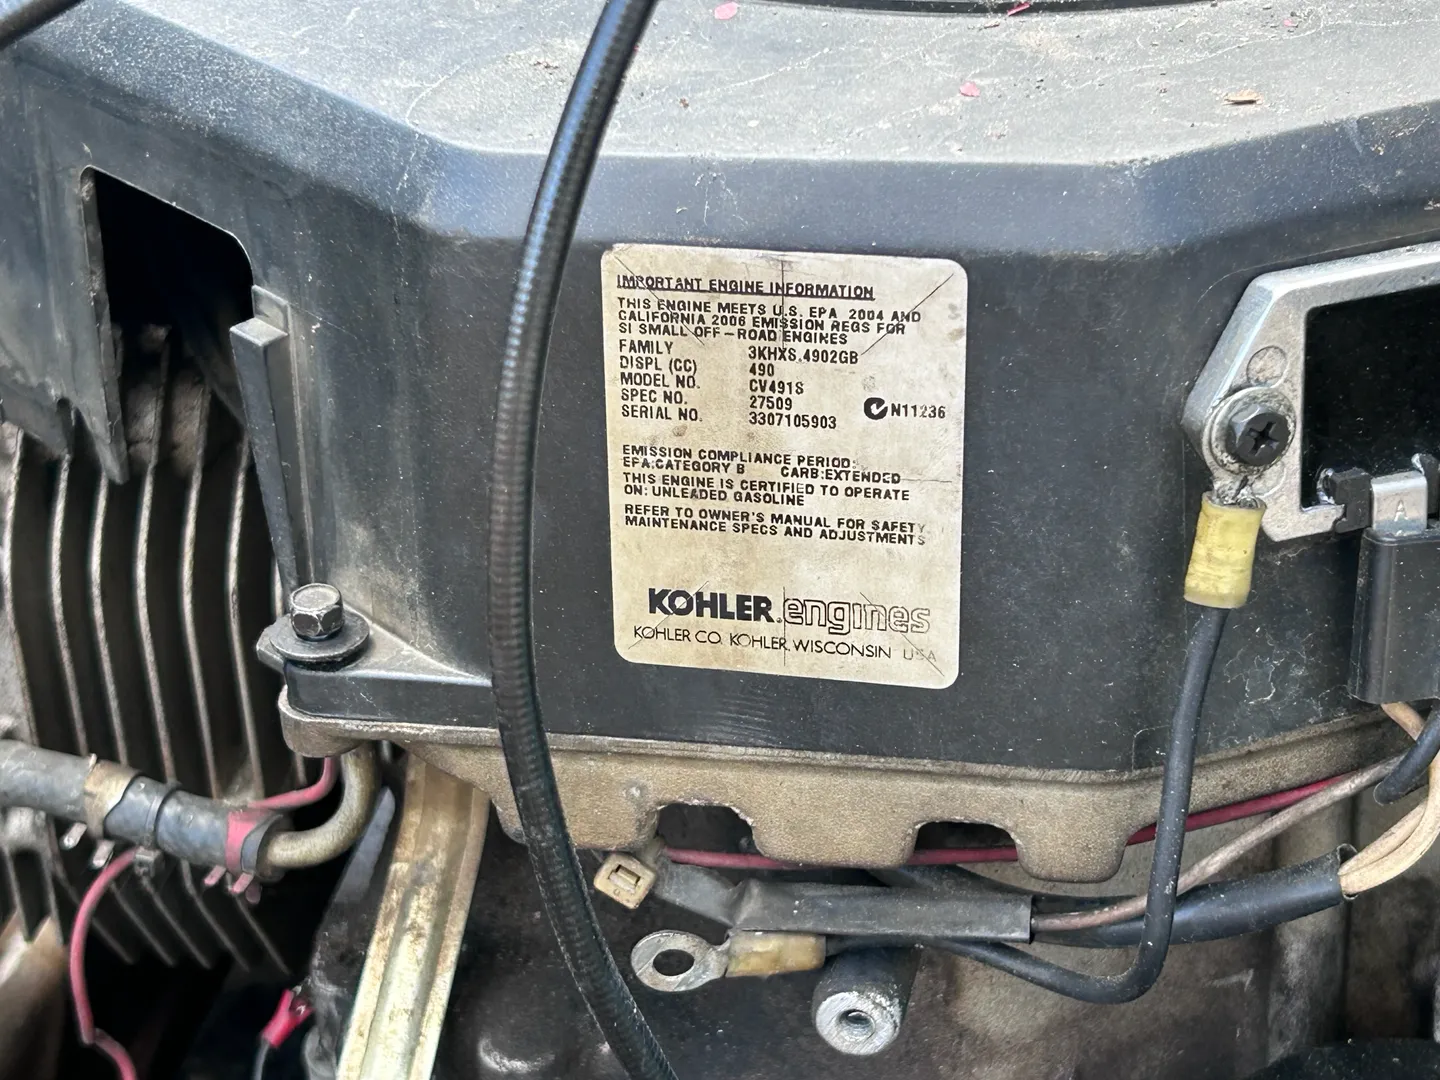 IMPORTANT ENGINE INFORMATION
THIS ENGINE MEETS U.S. EPA 2004 AND
CALIFORNIA 2006 EMISSION REGS FOR
SI SMALL OFF-ROAD ENGINES
FAMILY 3KHXS.4902GB
DISPL (CC) 490
MODEL NO. CV491S
SPEC NO. 27509
SERIAL NO. 3307105903
N11236
EMISSION COMPLIANCE PERIOD:
EPA:CATEGORY B CARB:EXTENDED
THIS ENGINE IS CERTIFIED TO OPERATE
ON: UNLEADED GASOLINE
REFER TO OWNER'S MANUAL FOR SAFETY,
MAINTENANCE SPECS AND ADJUSTMENTS
KOHLER engines
KOHLER CO. KOHLER, WISCONSIN USA
A